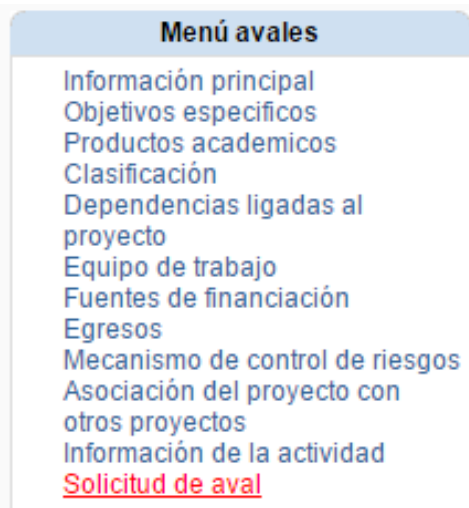 Menú avales
Información principal
Objetivos especificos
Productos academicos
Clasificación
Dependencias ligadas al
proyecto
Equipo de trabajo
Fuentes de financiación
Egresos
Mecanismo de control de riesgos
Asociación del proyecto con
otros proyectos
Información de la actividad
Solicitud de aval